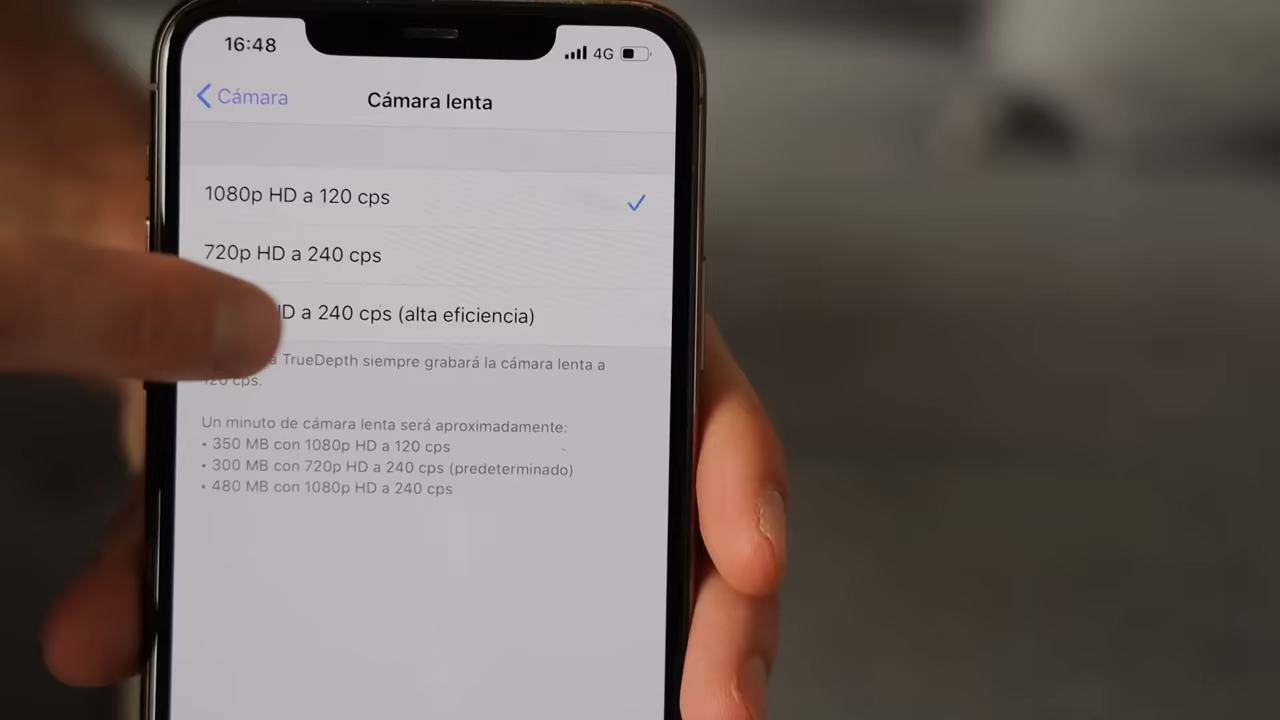 16:48
4G
Cámara
Cámara lenta
1080p HD a 120 cps
720p HD a 240 cps
a 240 cps (alta eficiencia)
TrueDepth siempre grabará la cámara lenta a
120 cps.
Un minuto de cámara lenta será aproximadamente:
• 350 MB con 1080p HD a 120 cps
• 300 MB con 720p HD a 240 cps (predeterminado)
• 480 MB con 1080p HD a 240 cps